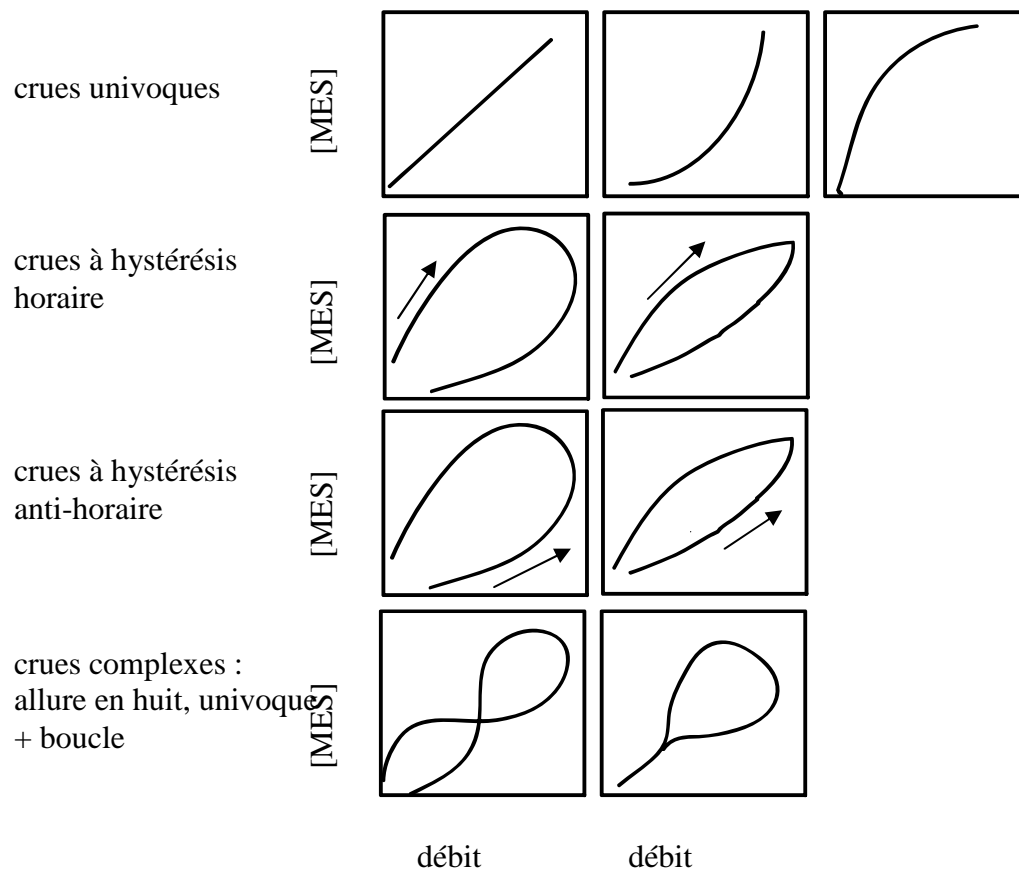 crues univoques
[MES]
crues à hystérésis
horaire
[MES]
crues à hystérésis
anti-horaire
[MES]
crues complexes :
allure en huit, univoque
+ boucle
[MES]
débit débit